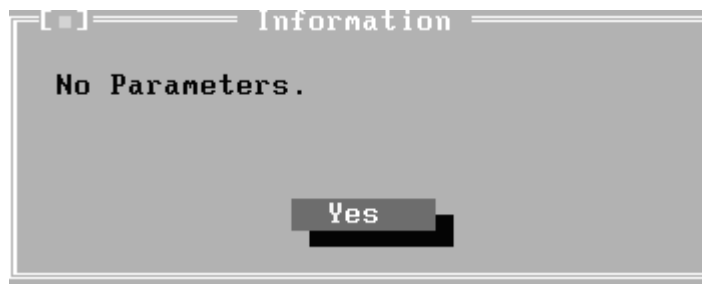 [■] Information
No Parameters.
Yes